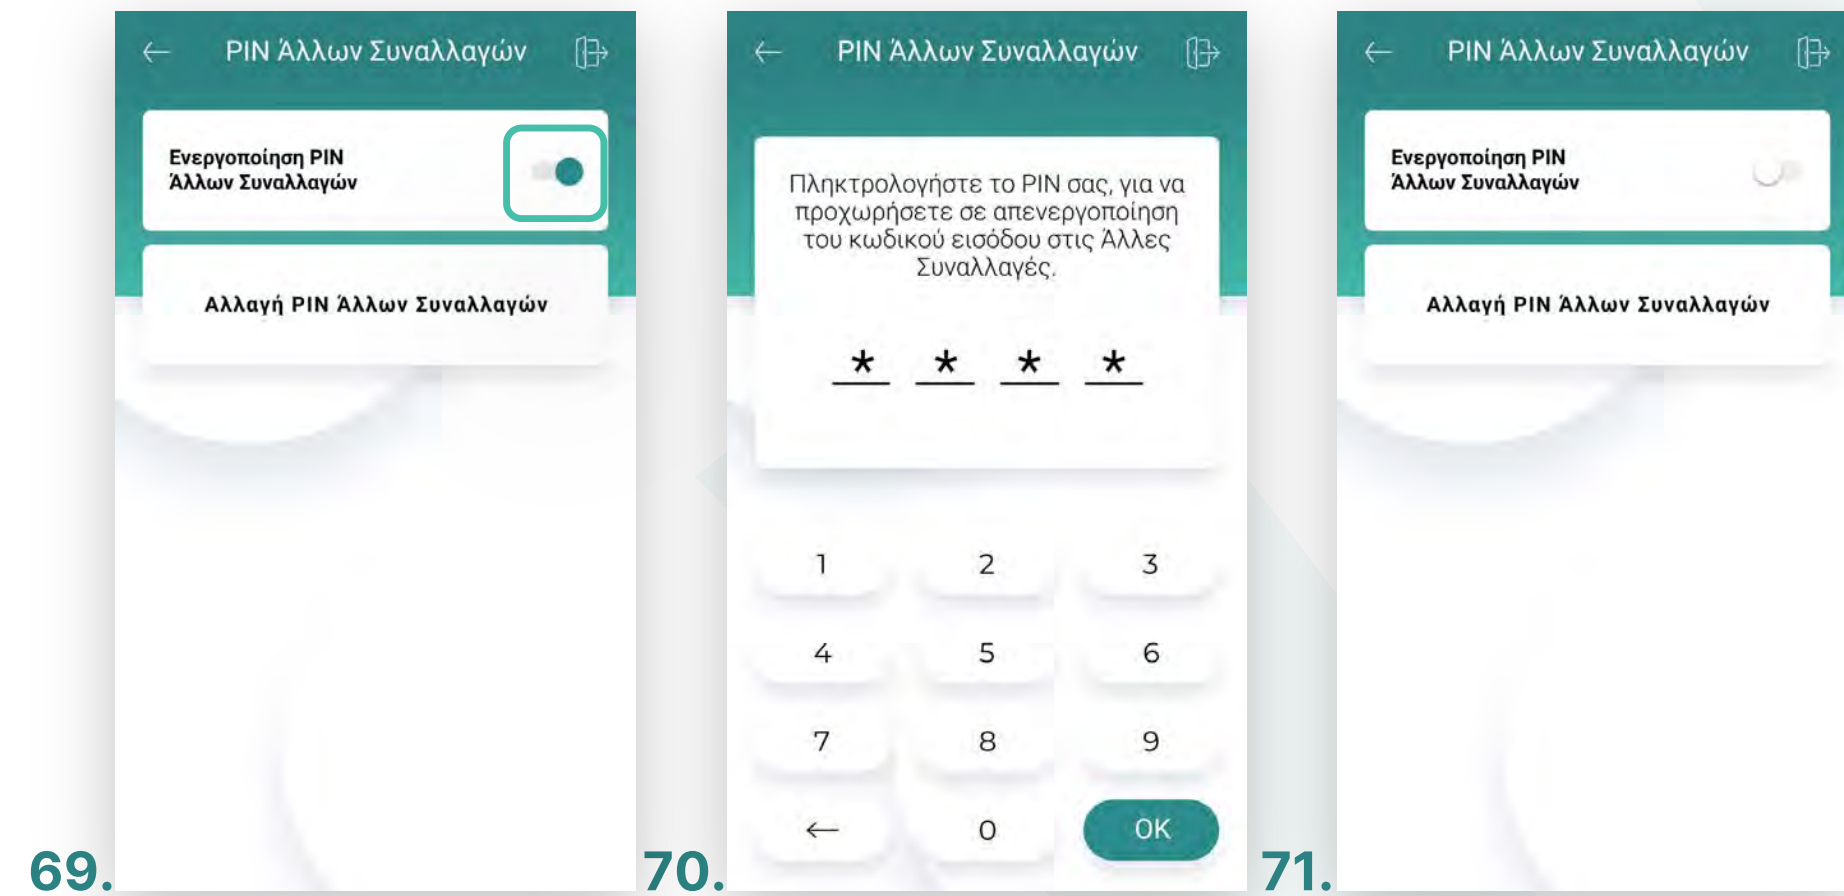 PIN Άλλων Συναλλαγών
Ενεργοποίηση PIN
Άλλων Συναλλαγών
Αλλαγή PIN Άλλων Συναλλαγών
69.
PIN Άλλων Συναλλαγών
Πληκτρολογήστε το PIN σας, για να
προχωρήσετε σε απενεργοποίηση
του κωδικού εισόδου στις Άλλες
Συναλλαγές.
* * * *
1 2 3
4 5 6
7 8 9
0 OK
70.
PIN Άλλων Συναλλαγών
Ενεργοποίηση PIN
Άλλων Συναλλαγών
Αλλαγή PIN Άλλων Συναλλαγών
71.